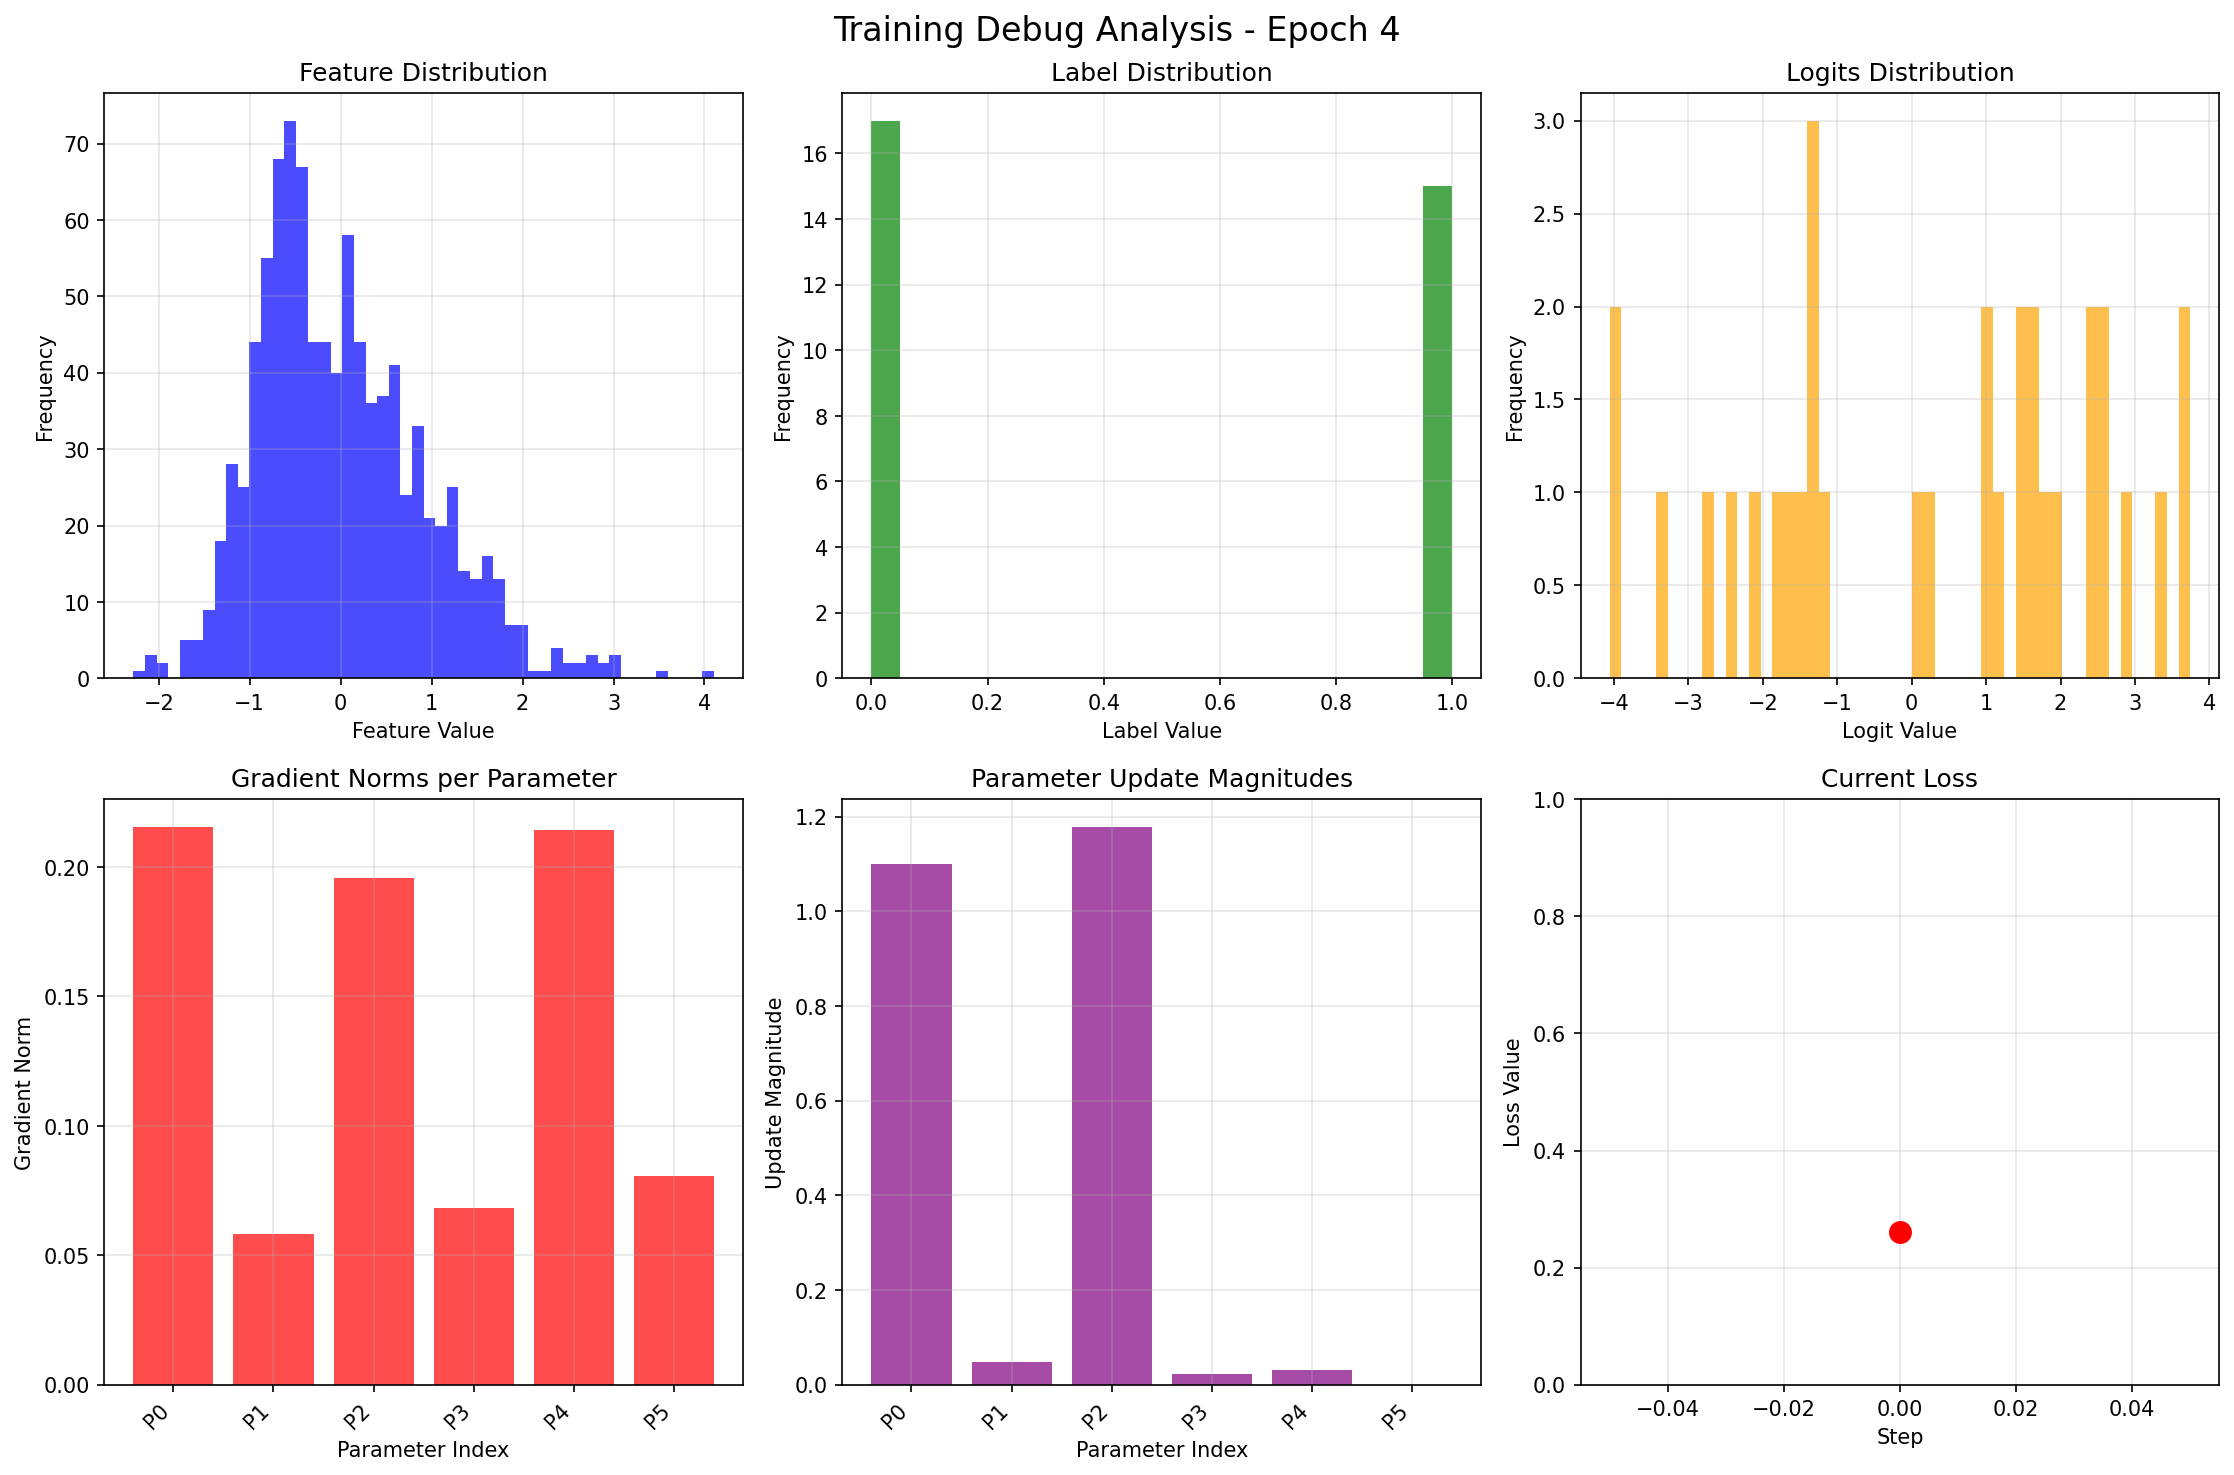 Training Debug Analysis - Epoch 4
Feature Distribution
Frequency
70
60
50
40
30
20
10
0
−2 −1 0 1 2 3 4
Feature Value
Label Distribution
Frequency
16
14
12
10
8
6
4
2
0
0.0 0.2 0.4 0.6 0.8 1.0
Label Value
Logits Distribution
Frequency
3.0
2.5
2.0
1.5
1.0
0.5
0.0
−4 −3 −2 −1 0 1 2 3 4
Logit Value
Gradient Norms per Parameter
Gradient Norm
0.20
0.15
0.10
0.05
0.00
P0 P1 P2 P3 P4 P5
Parameter Index
Parameter Update Magnitudes
Update Magnitude
1.2
1.0
0.8
0.6
0.4
0.2
0.0
P0 P1 P2 P3 P4 P5
Parameter Index
Current Loss
Loss Value
1.0
0.8
0.6
0.4
0.2
0.0
−0.04 −0.02 0.00 0.02 0.04
Step